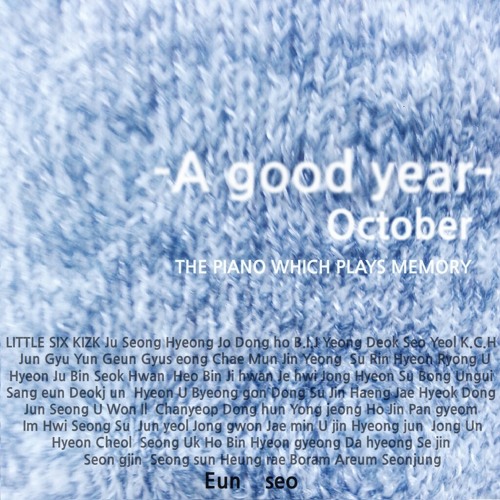 -A good year-
October
THE PIANO WHICH PLAYS MEMORY
LITTLE SIX KIZK Ju Seong Hyeong Jo Dong ho B.I.J Yeong Deok Seo Yeol K,C,H
Jun Gyu Yun Geun Gyus eong Chae Mun Jin Yeong Su Rin Hyeon Ryong U
Hyeon Ju Bin Seok Hwan Heo Bin Ji hwan Je hwi Jong Hyeon Su Bong Ungui
Sang eun Deokj un Hyeon U Byeong gon Dong Su Jin Haeng Jae Hyeok Dong
Jun Seong U Won Il Chanyeop Dong hun Yong jeong Ho Jin Pan gyeom
Im Hwi Seong Su Jun yeol Jong gwon Jae min U jin Hyeong jun Jong Un
Hyeon Cheol Seong Uk Ho Bin Hyeon gyeong Da hyeong Se jin
Seon gjin Seong sun Heung rae Boram Areum Seonjung
Eun seo